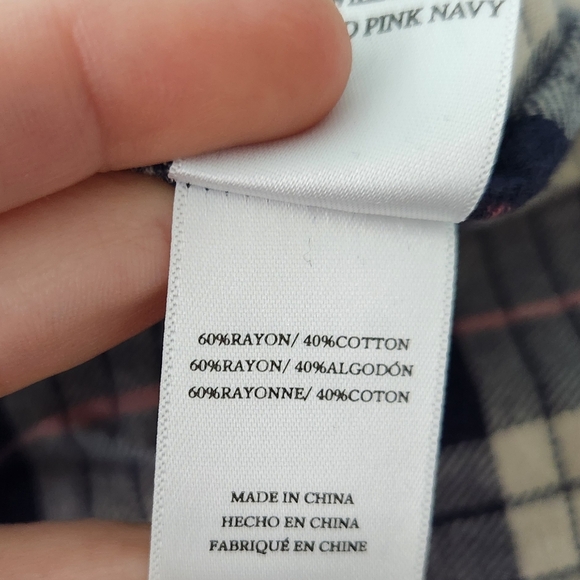 PINK NAVY
60%RAYON/ 40%COTTON
60%RAYON/ 40%ALGODÓN
60%RAYONNE/ 40%COTON
MADE IN CHINA
HECHO EN CHINA
FABRIQUÉ EN CHINE